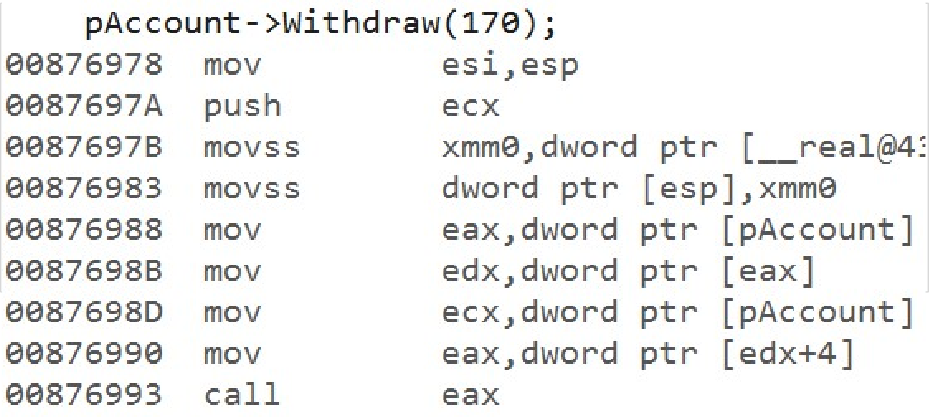 pAccount->Withdraw(170);
00876978 mov esi,esp
0087697A push ecx
0087697B movss xmm0,dword ptr [__real@43
00876983 movss dword ptr [esp],xmm0
00876988 mov eax,dword ptr [pAccount]
0087698B mov edx,dword ptr [eax]
0087698D mov ecx,dword ptr [pAccount]
00876990 mov eax,dword ptr [edx+4]
00876993 call eax